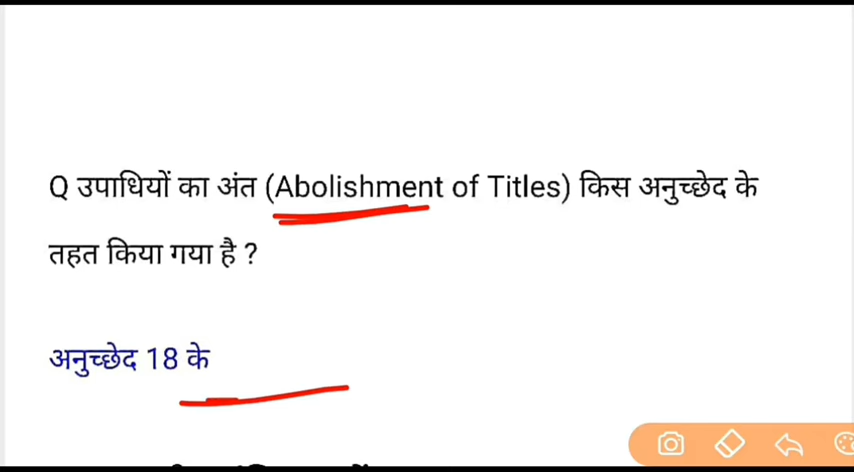 Q उपाधियों का अंत (Abolishment of Titles) किस अनुच्छेद के
तहत किया गया है ?
अनुच्छेद 18 के